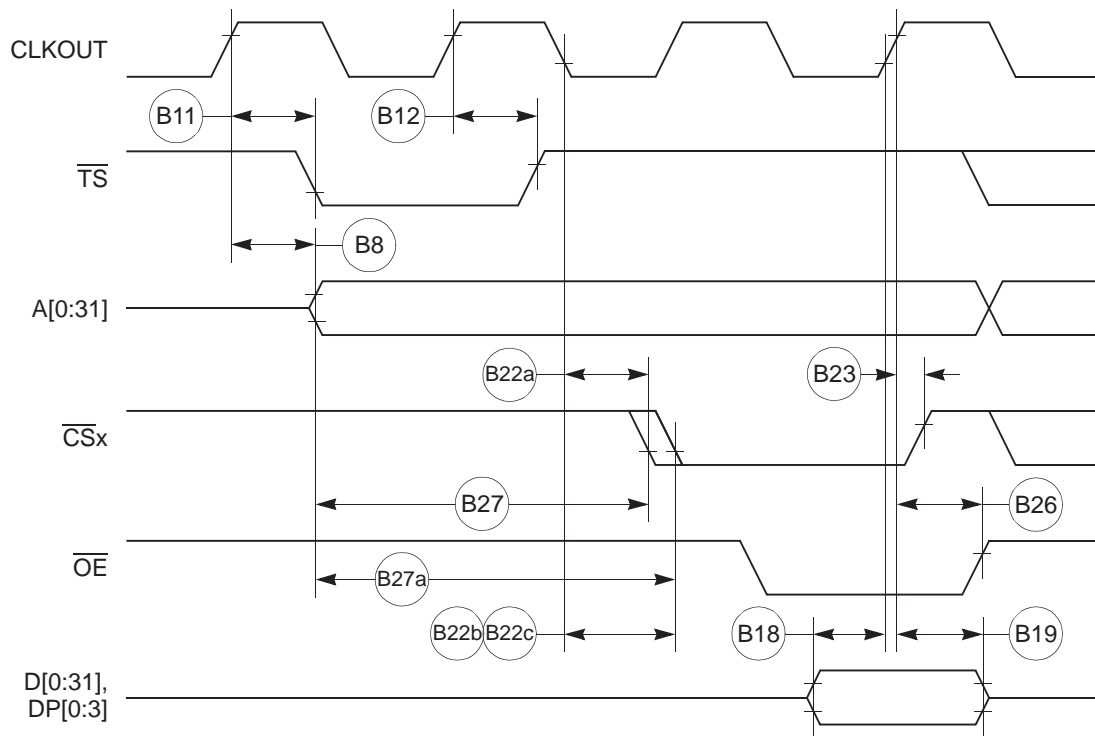 CLKOUT
B11
B12
TS
B8
A[0:31]
B22a
B23
CSx
B27
B26
OE
B27a
B22b
B22c
B18
B19
D[0:31],
DP[0:3]